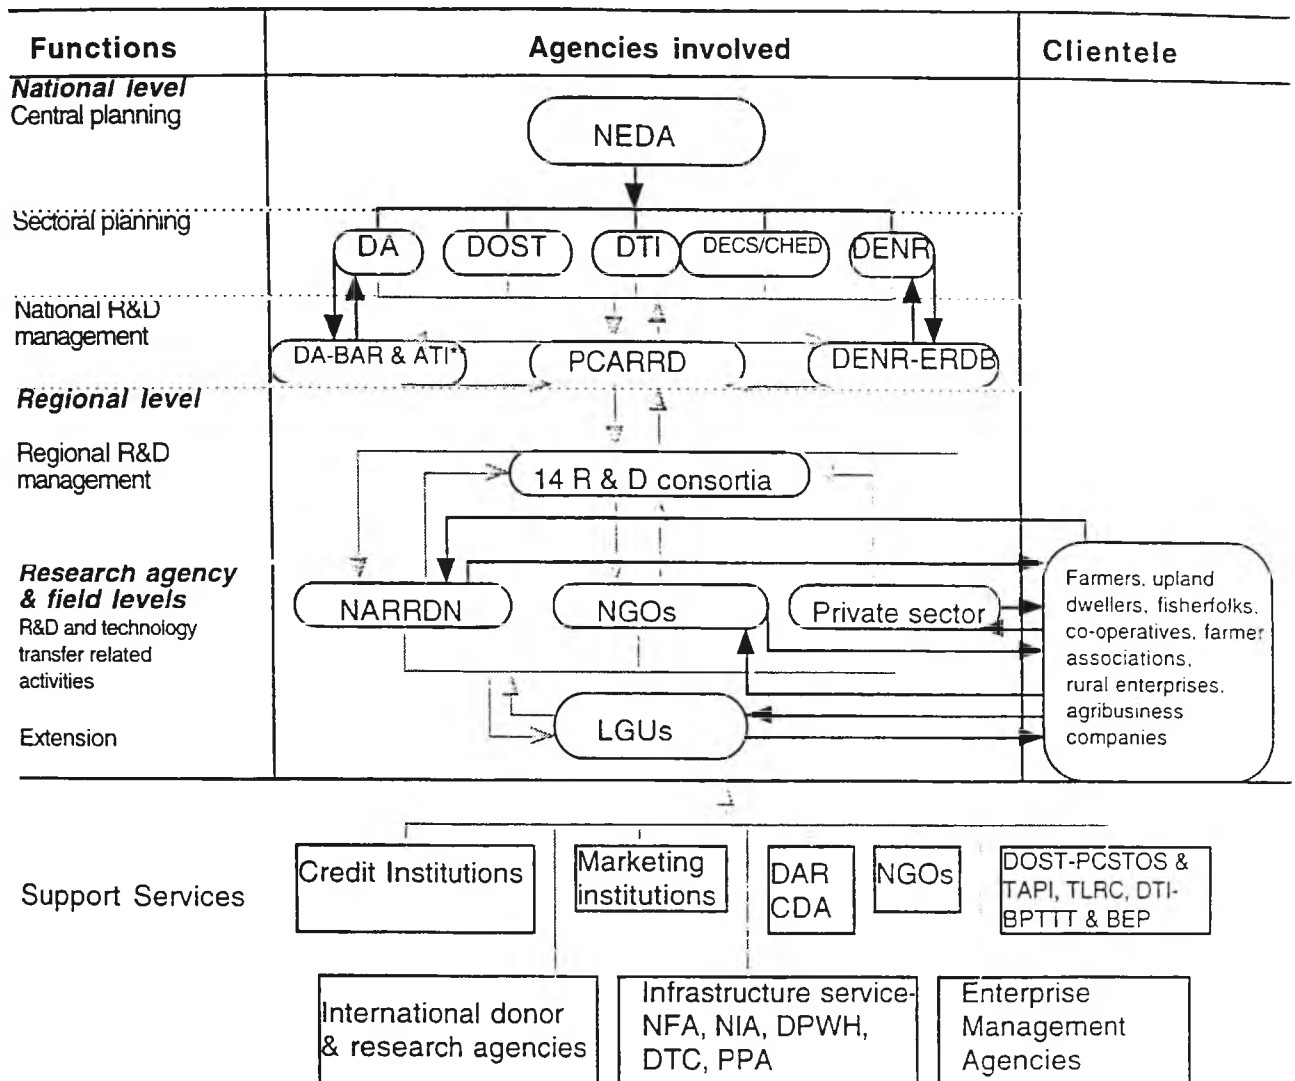 Functions
Agencies involved
Clientele
National level
Central planning
NEDA
Sectoral planning
DA
DOST
DTI
DECS/CHED
DENR
National R&D
management
DA-BAR & ATI**
PCARRD
DENR-ERDB
Regional level
Regional R&D
management
14 R & D consortia
Research agency
& field levels
R&D and technology
transfer related
activities
NARRDN
NGOs
Private sector
Farmers, upland
dwellers, fisherfolks,
co-operatives, farmer
associations,
rural enterprises,
agribusiness
companies
Extension
LGUs
Support Services
Credit Institutions
Marketing
institutions
DAR
CDA
NGOs
DOST-PCSTOS &
TAPI, TLRC, DTI-
BPTTT & BEP
International donor
& research agencies
Infrastructure service-
NFA, NIA, DPWH,
DTC, PPA
Enterprise
Management
Agencies